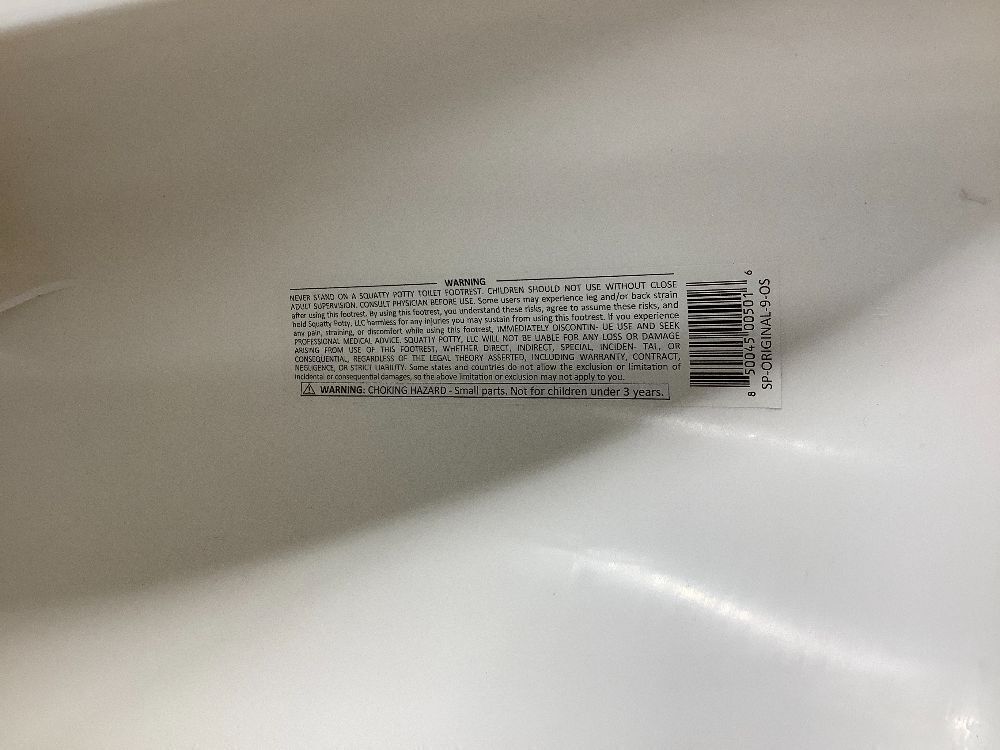 WARNING
NEVER STAND ON A SQUATTY POTTY TOILET FOOTREST. CHILDREN SHOULD NOT USE WITHOUT CLOSE
ADULT SUPERVISION. CONSULT PHYSICIAN BEFORE USE. Some users may experience leg and/or back strain
after using this footrest. By using this footrest, you understand these risks, agree to assume these risks, and
held Squatty Potty, LLC harmless for any injuries you may sustain from using this footrest. If you experience
any pain, straining, or discomfort while using this footrest, IMMEDIATELY DISCONTIN- UE USE AND SEEK
PROFESSIONAL MEDICAL ADVICE. SQUATTY POTTY, LLC WILL NOT BE LIABLE FOR ANY LOSS OR DAMAGE
ARISING FROM USE OF THIS FOOTREST, WHETHER DIRECT, INDIRECT, SPECIAL, INCIDEN- TAL, OR
CONSEQUENTIAL, REGARDLESS OF THE LEGAL THEORY ASSERTED, INCLUDING WARRANTY, CONTRACT,
NEGLIGENCE, OR STRICT LIABILITY. Some states and countries do not allow the exclusion or limitation of
incidental or consequential damages, so the above limitation or exclusion may not apply to you.
WARNING: CHOKING HAZARD - Small parts. Not for children under 3 years.
8 50045 00501 6
SP-ORIGINAL-9-OS